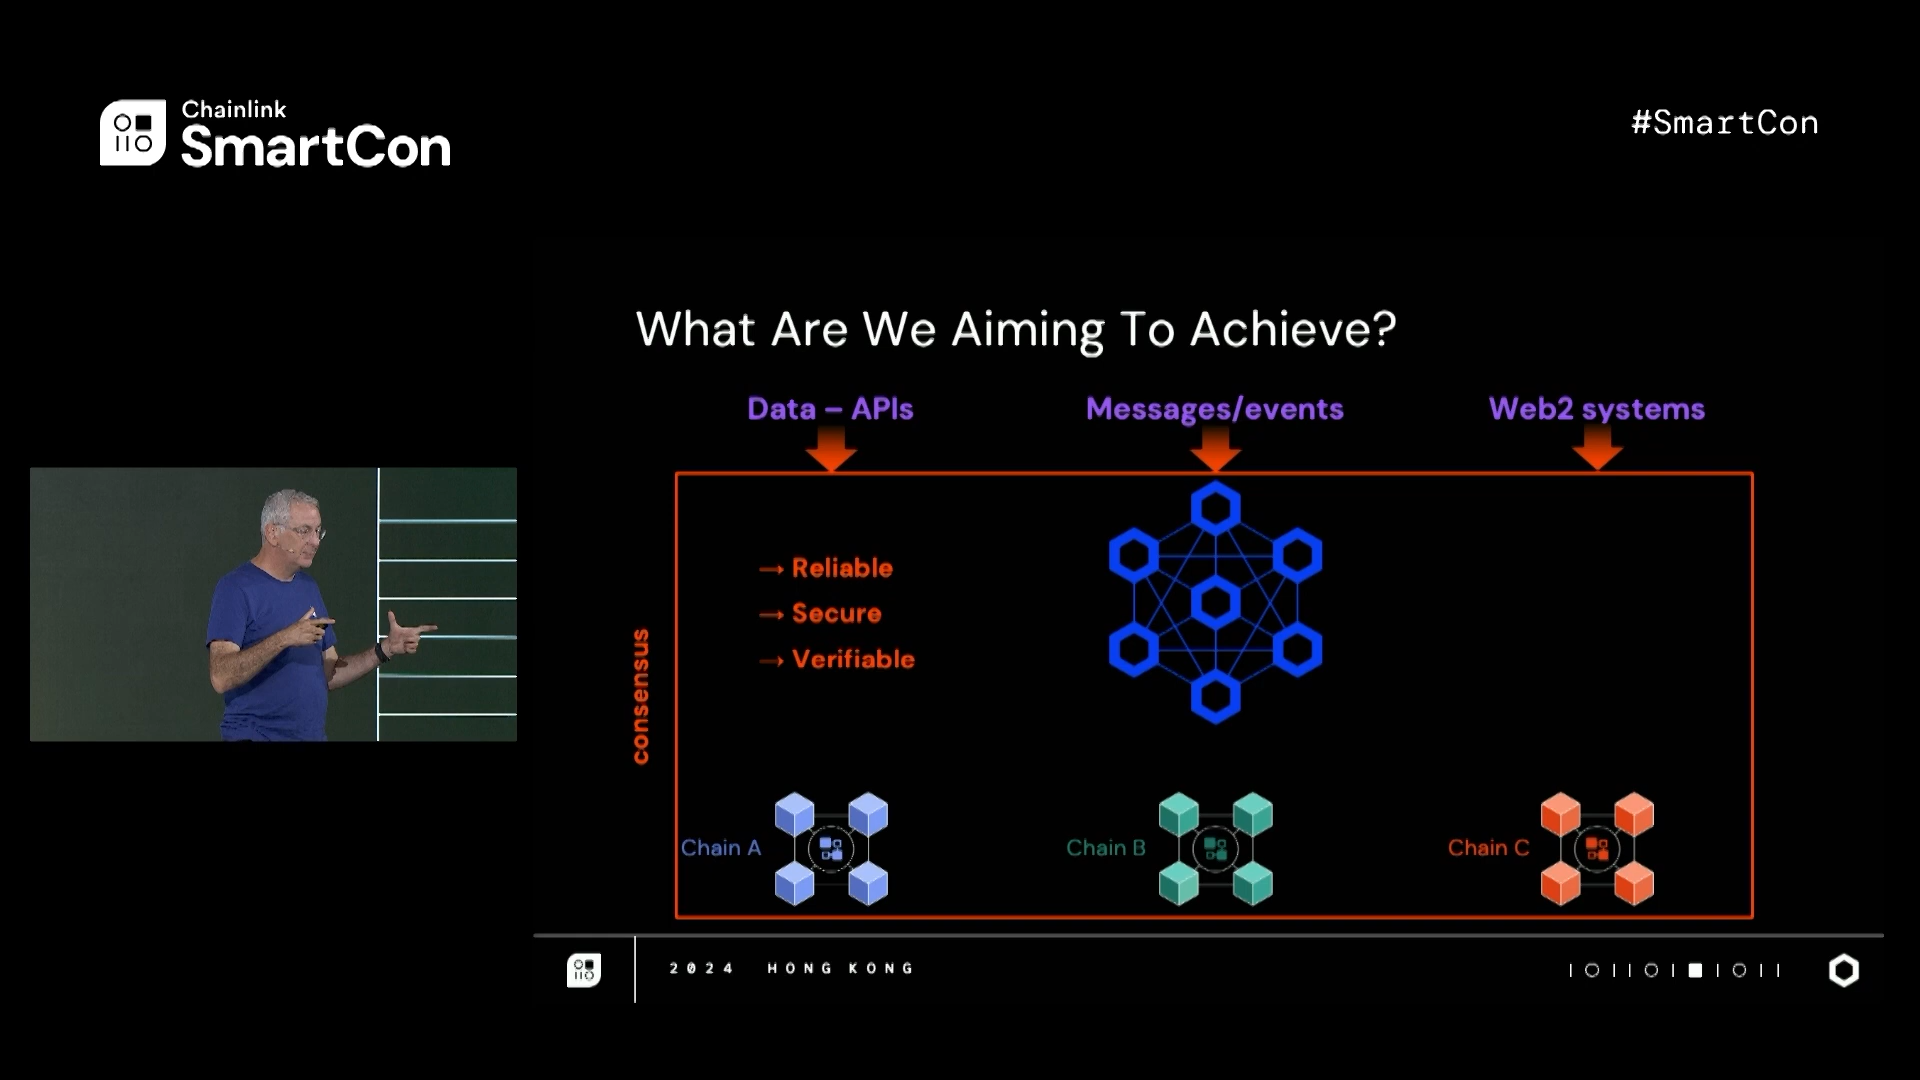 Chainlink
SmartCon
#SmartCon
What Are We Aiming To Achieve?
Data – APIs
Messages/events
Web2 systems
→ Reliable
→ Secure
→ Verifiable
consensus
Chain A
Chain B
Chain C
2024 HONG KONG